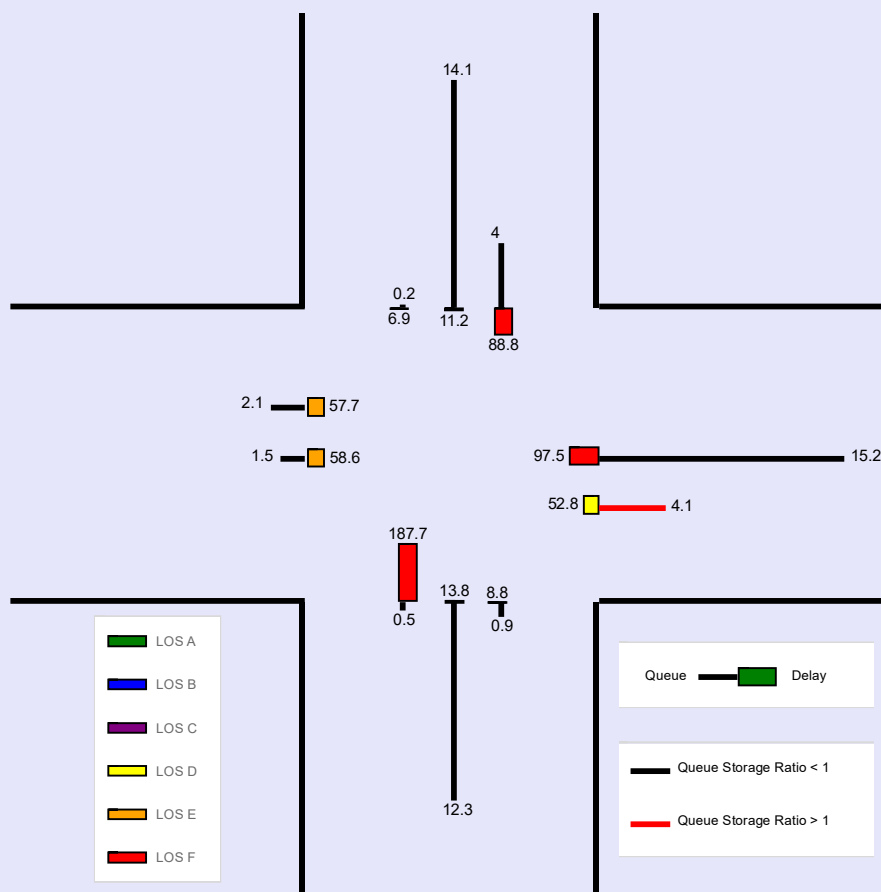 14.1
4
0.2
6.9
11.2
88.8
2.1
57.7
1.5
58.6
97.5
15.2
52.8
4.1
187.7
13.8
8.8
0.5
0.9
12.3
LOS A
LOS B
LOS C
LOS D
LOS E
LOS F
Queue
Delay
Queue Storage Ratio < 1
Queue Storage Ratio > 1